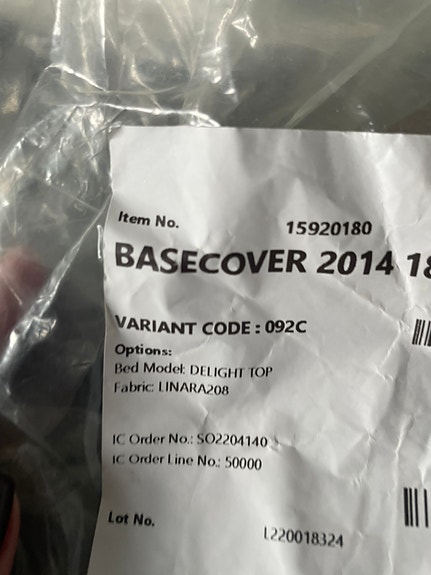 Item No. 15920180
BASECOVER 2014 18
VARIANT CODE : 092C
Options:
Bed Model: DELIGHT TOP
Fabric: LINARA208
IC Order No.: SO2204140
IC Order Line No.: 50000
Lot No. L220018324